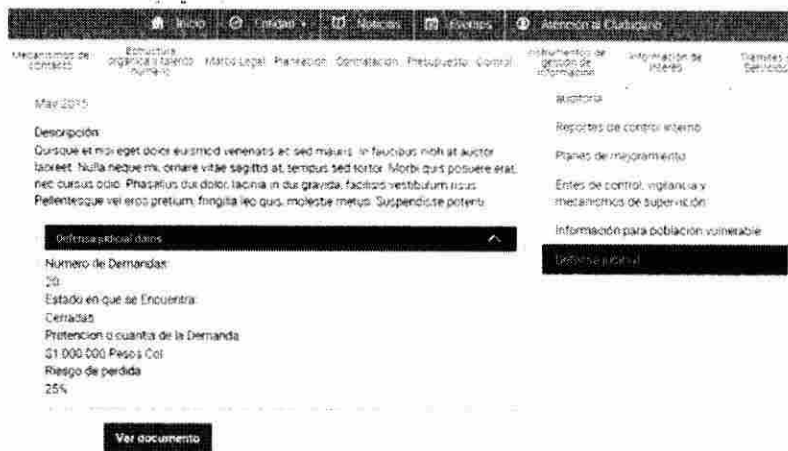 Inicio Entidad Noticias Eventos Atención al Ciudadano
Mecanismos de contacto
Estructura orgánica y talento humano
Marco Legal Planeación Contratación Presupuesto Control
Instrumentos de gestión de información
Información de interés
Trámites y Servicios
May 2015
Descripción:
Quisque et nisi eget dolor euismod venenatis ac sed mauris. In faucibus nibh at auctor
laoreet. Nulla neque mi, ornare vitae sagittis at, tempus sed tortor. Morbi quis posuere erat,
nec cursus odio. Phasellus dui dolor, lacinia in dui gravida, facilisis vestibulum risus.
Pellentesque vel eros pretium, fringilla leo quis, molestie metus. Suspendisse potenti.
Defensa judicial datos
Numero de Demandas:
20
Estado en que se Encuentra:
Cerradas
Pretencion o cuantia de la Demanda
$1.000.000 Pesos Col
Riesgo de perdida
25%
Ver documento
auditoria
Reportes de control interno
Planes de mejoramiento
Entes de control, vigilancia y
mecanismos de supervisión
Información para población vulnerable
Defensa judicial